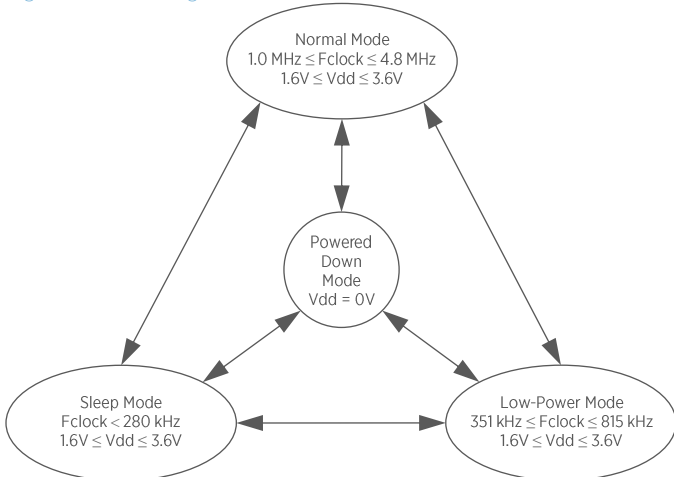 Normal Mode
1.0 MHz ≤ Fclock ≤ 4.8 MHz
1.6V ≤ Vdd ≤ 3.6V
Powered
Down
Mode
Vdd = 0V
Sleep Mode
Fclock < 280 kHz
1.6V ≤ Vdd ≤ 3.6V
Low-Power Mode
351 kHz ≤ Fclock ≤ 815 kHz
1.6V ≤ Vdd ≤ 3.6V